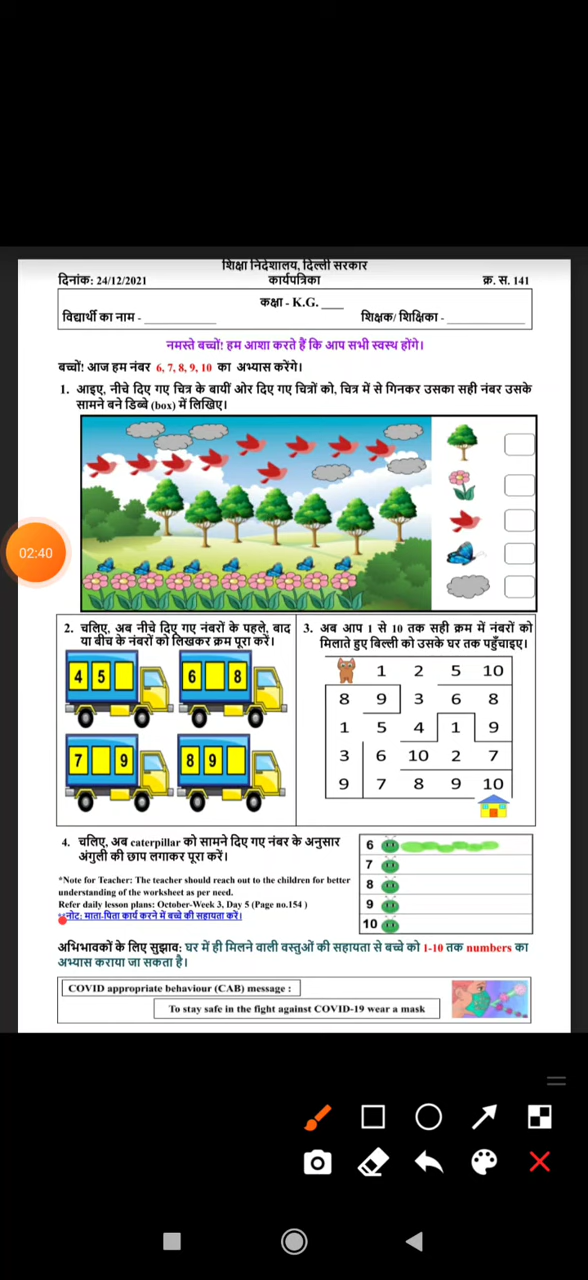 02:40
शिक्षा निदेशालय, दिल्ली सरकार
दिनांक: 24/12/2021 कार्यपत्रिका क्र. स. 141
कक्षा - K.G. ____
विद्यार्थी का नाम - ____________ शिक्षक/ शिक्षिका - ____________
नमस्ते बच्चों! हम आशा करते हैं कि आप सभी स्वस्थ होंगे।
बच्चों! आज हम नंबर 6, 7, 8, 9, 10 का अभ्यास करेंगे।
1. आइए, नीचे दिए गए चित्र के बायीं ओर दिए गए चित्रों को, चित्र में से गिनकर उसका सही नंबर उसके
सामने बने डिब्बे (box) में लिखिए।
2. चलिए, अब नीचे दिए गए नंबरों के पहले, बाद
या बीच के नंबरों को लिखकर क्रम पूरा करें।
4 5
6 8
7 9
8 9
3. अब आप 1 से 10 तक सही क्रम में नंबरों को
मिलाते हुए बिल्ली को उसके घर तक पहुँचाइए।
1 2 5 10
8 9 3 6 8
1 5 4 1 9
3 6 10 2 7
9 7 8 9 10
4. चलिए, अब caterpillar को सामने दिए गए नंबर के अनुसार
अंगुली की छाप लगाकर पूरा करें।
*Note for Teacher: The teacher should reach out to the children for better
understanding of the worksheet as per need.
Refer daily lesson plans: October-Week 3, Day 5 (Page no.154 )
नोट: माता-पिता कार्य करने में बच्चे की सहायता करें।
6
7
8
9
10
अभिभावकों के लिए सुझाव: घर में ही मिलने वाली वस्तुओं की सहायता से बच्चे को 1-10 तक numbers का
अभ्यास कराया जा सकता है।
COVID appropriate behaviour (CAB) message :
To stay safe in the fight against COVID-19 wear a mask